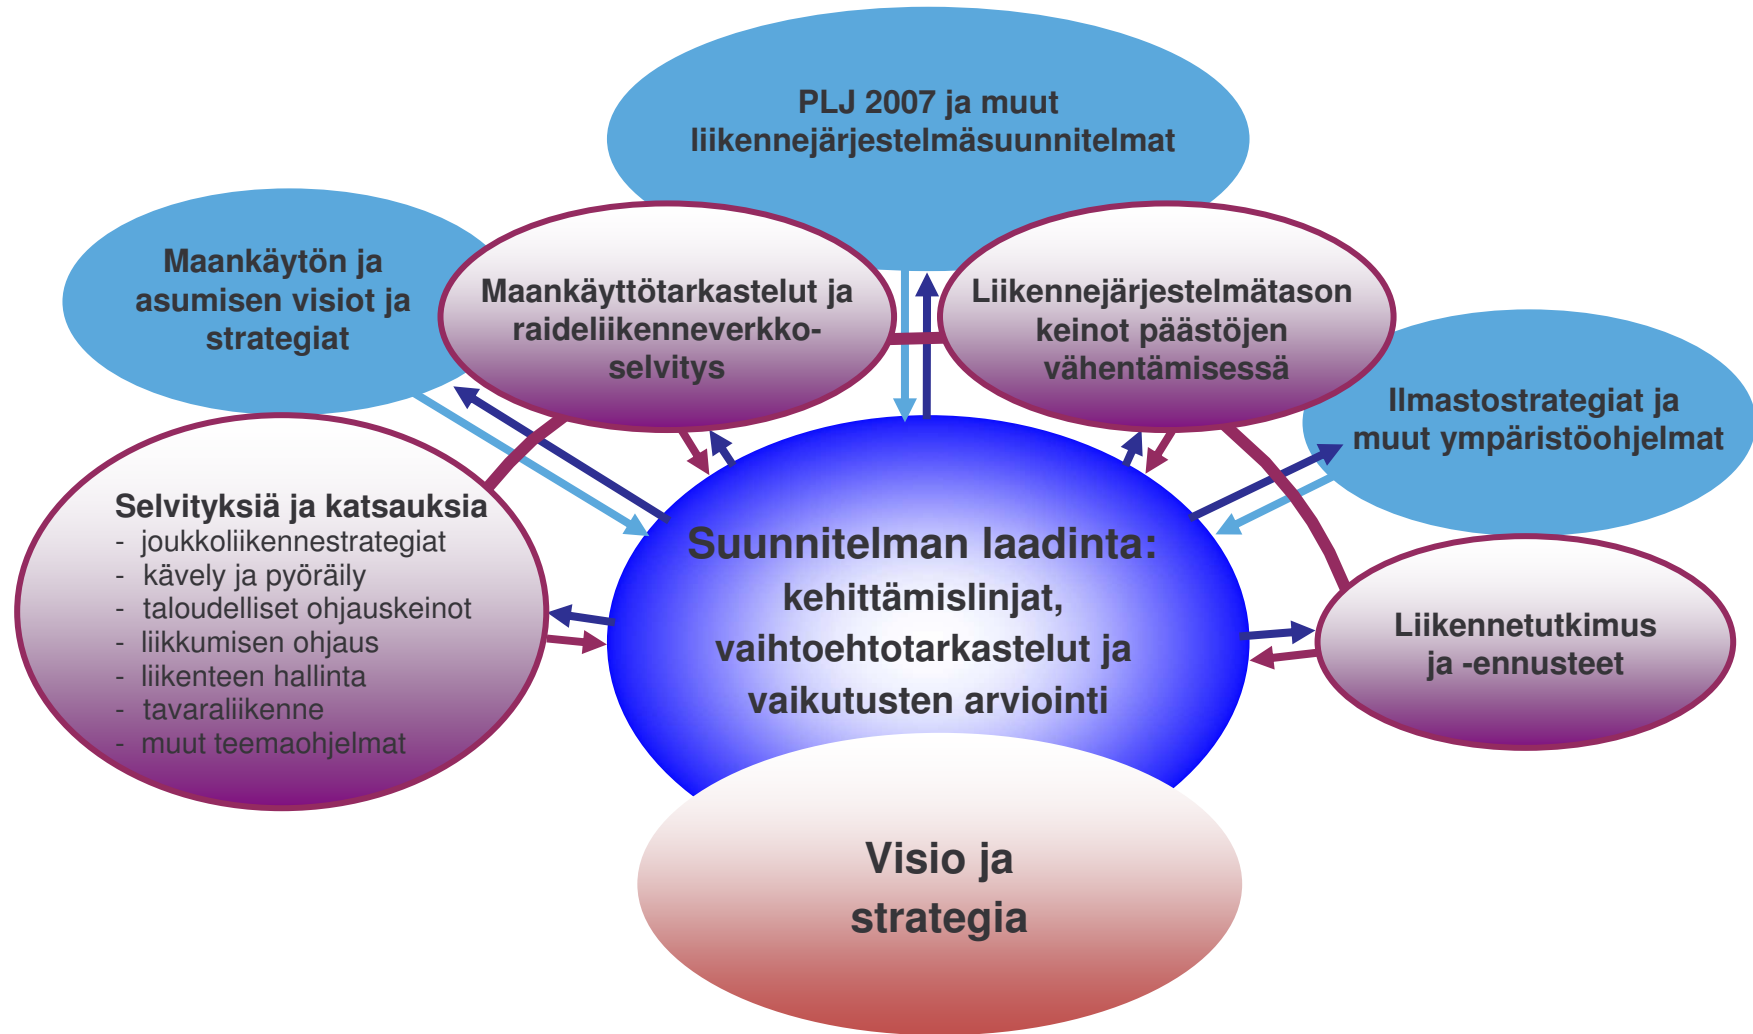 PLJ 2007 ja muut
liikennejärjestelmäsuunnitelmat
Maankäytön ja
asumisen visiot ja
strategiat
Maankäyttötarkastelut ja
raideliikenneverkko-
selvitys
Liikennejärjestelmätason
keinot päästöjen
vähentämisessä
Ilmastostrategiat ja
muut ympäristöohjelmat
Selvityksiä ja katsauksia
- joukkoliikennestrategiat
- kävely ja pyöräily
- taloudelliset ohjauskeinot
- liikkumisen ohjaus
- liikenteen hallinta
- tavaraliikenne
- muut teemaohjelmat
Suunnitelman laadinta:
kehittämislinjat,
vaihtoehtotarkastelut ja
vaikutusten arviointi
Liikennetutkimus
ja -ennusteet
Visio ja
strategia